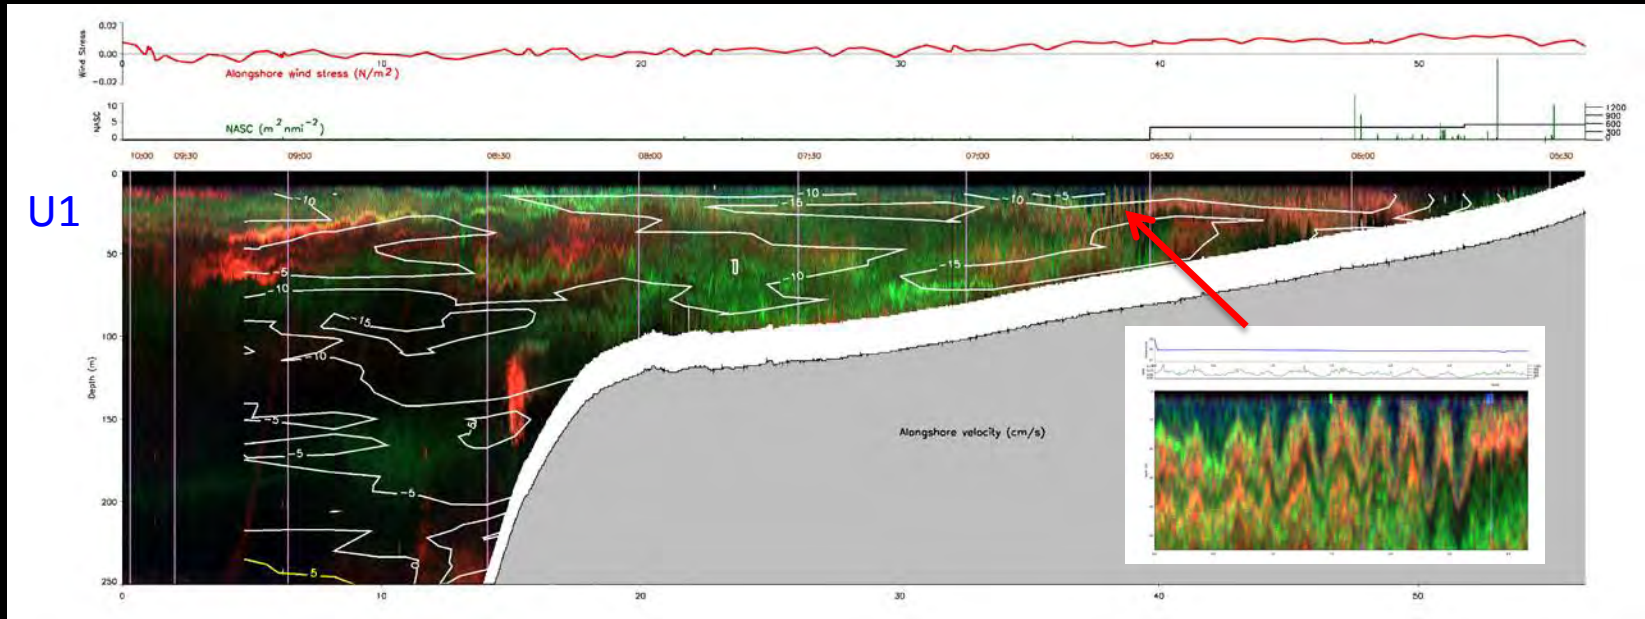 U1
Wind Stress
0.02
0.00
-0.02
0 10 20 30 40 50
Alongshore wind stress (N/m2)
NASC
10
5
0
NASC (m2 nmi-2)
1200
900
600
300
10:00 09:30 09:00 08:30 08:00 07:30 07:00 06:30 06:00 05:30
Depth (m)
0
50
100
150
200
250
-10 -10 -15 -10 -5
-5 -10 -15
-10
-15
-10
-5 -5
-5
-5
0
5
Alongshore velocity (cm/s)
0 10 20 30 40 50